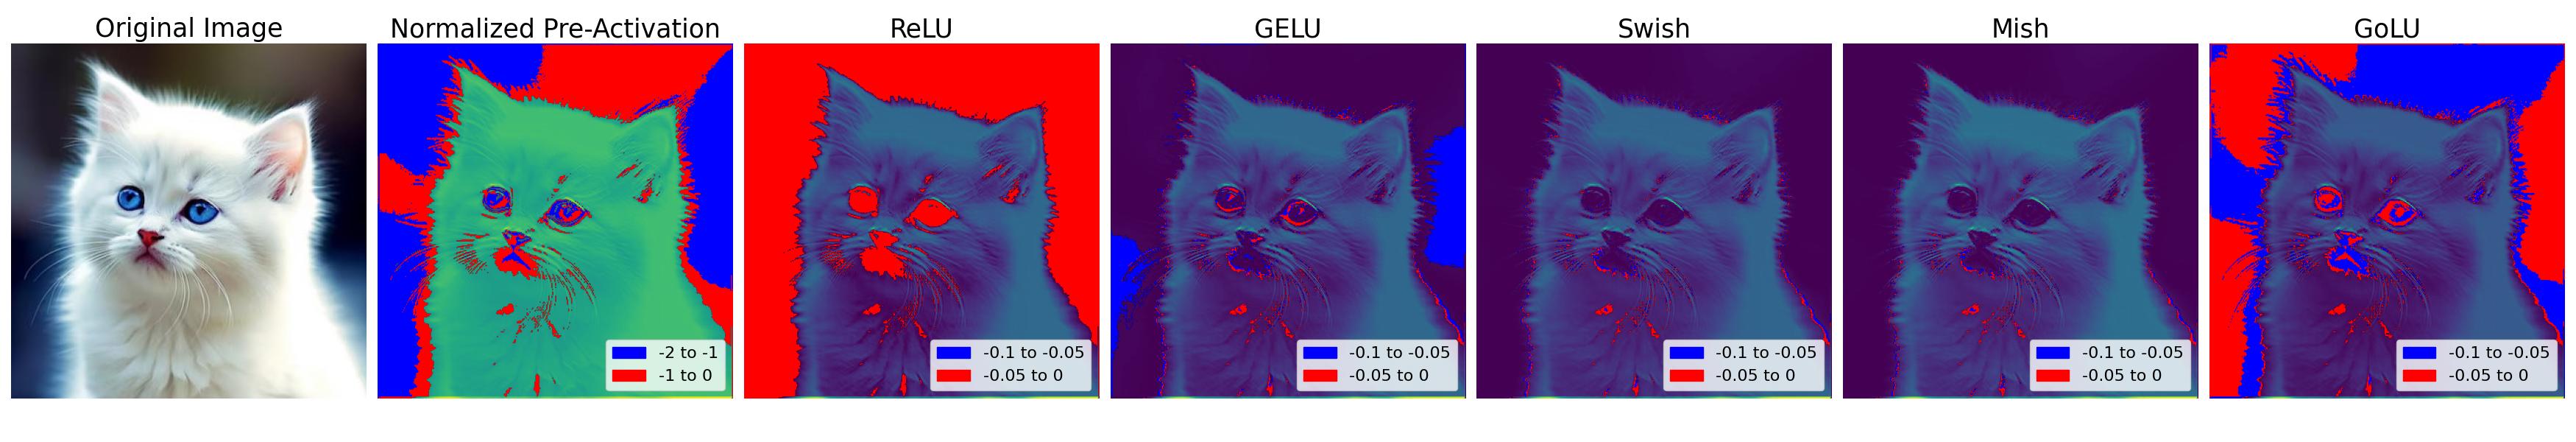 Original Image
Normalized Pre-Activation
ReLU
GELU
Swish
Mish
GoLU
-2 to -1
-1 to 0
-0.1 to -0.05
-0.05 to 0
-0.1 to -0.05
-0.05 to 0
-0.1 to -0.05
-0.05 to 0
-0.1 to -0.05
-0.05 to 0
-0.1 to -0.05
-0.05 to 0